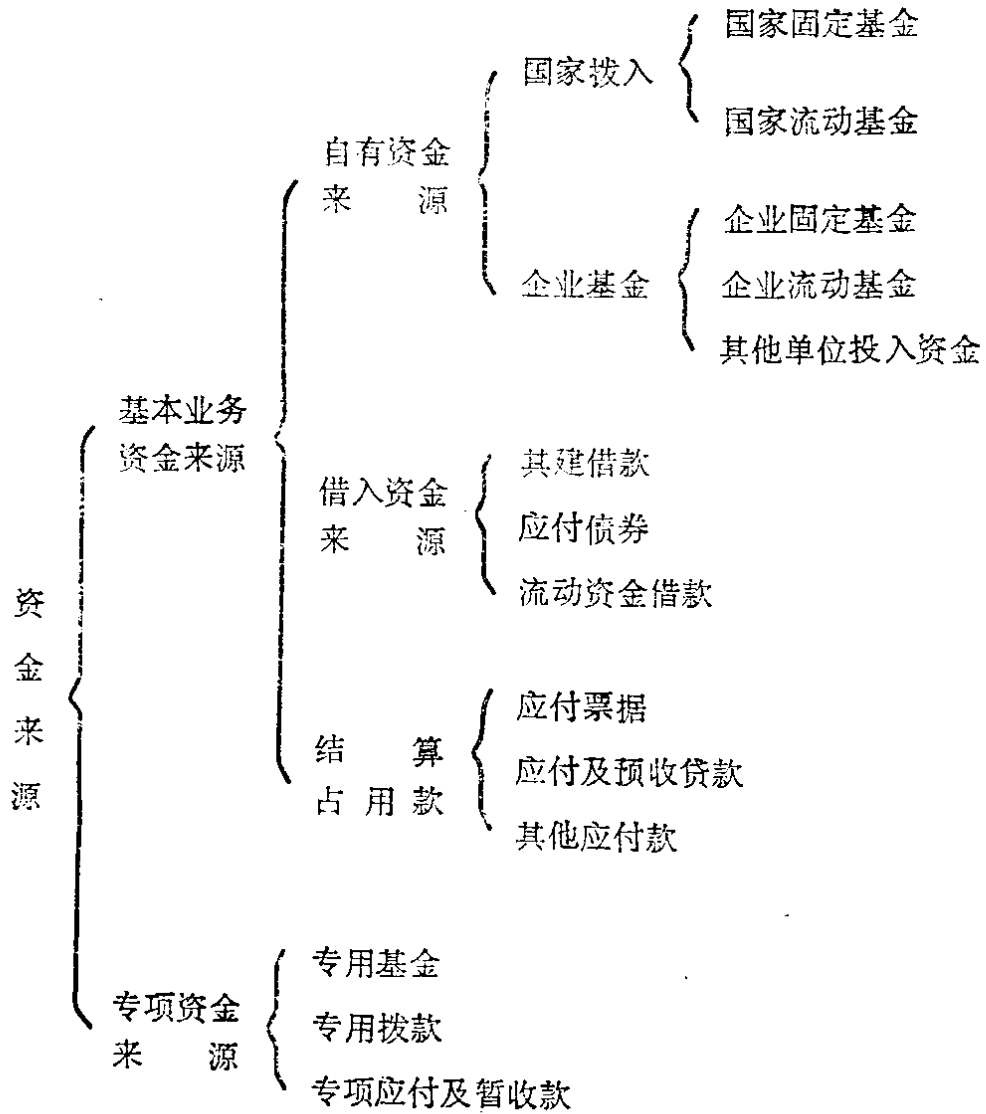 资金来源
基本业务
资金来源
自有资金
来源
国家拨入
国家固定基金
国家流动基金
企业基金
企业固定基金
企业流动基金
其他单位投入资金
借入资金
来源
其建借款
应付债券
流动资金借款
结算
占用款
应付票据
应付及预收贷款
其他应付款
专项资金
来源
专用基金
专用拨款
专项应付及暂收款